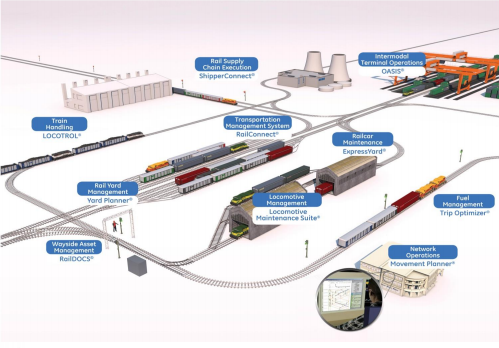 Rail Supply
Chain Execution
ShipperConnect®
Intermodal
Terminal Operations
OASIS®
Train
Handling
LOCOTROL®
Transportation
Management System
RailConnect®
Railcar
Maintenance
ExpressYard®
Rail Yard
Management
Yard Planner®
Locomotive
Management
Locomotive
Maintenance Suite®
Fuel
Management
Trip Optimizer®
Wayside Asset
Management
RailDOCS®
Network
Operations
Movement Planner®